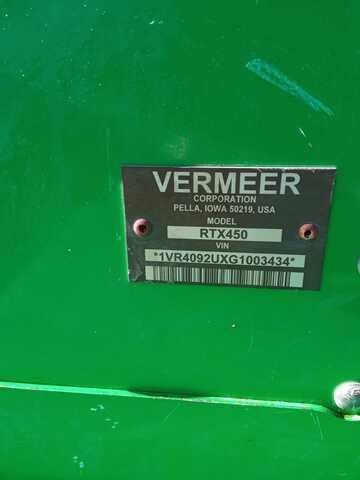 VERMEER
CORPORATION
PELLA, IOWA 50219, USA
MODEL
RTX450
VIN
*1VR4092UXG1003434*